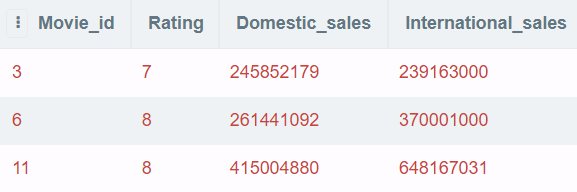 Movie_id Rating Domestic_sales International_sales
3 7 245852179 239163000
6 8 261441092 370001000
11 8 415004880 648167031